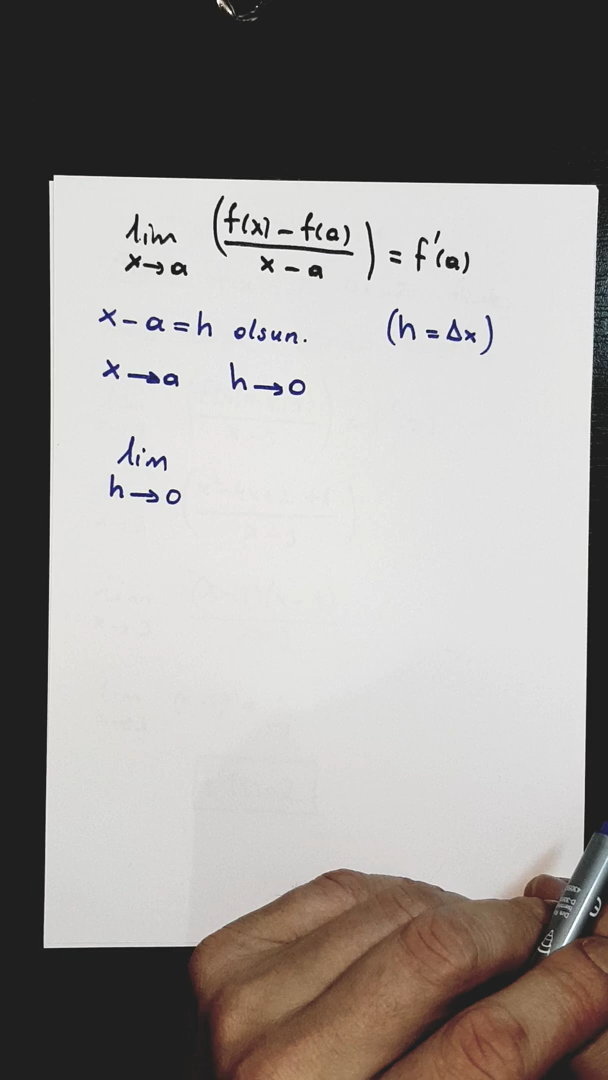 lim x→a ( (f(x) - f(a)) / (x - a) ) = f'(a)
x - a = h olsun. (h = Δx)
x→a h→0
lim h→0